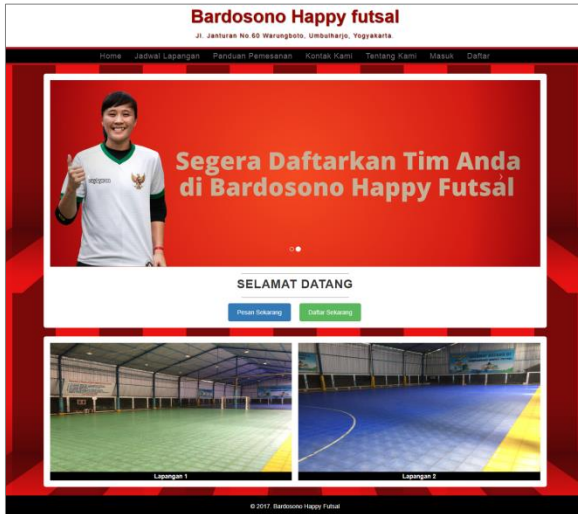 Bardosono Happy futsal
Jl. Janturan No.60 Warungboto, Umbulharjo, Yogyakarta.
Home Jadwal Lapangan Panduan Pemesanan Kontak Kami Tentang Kami Masuk Daftar
Segera Daftarkan Tim Anda
di Bardosono Happy Futsal
SELAMAT DATANG
Pesan Sekarang Daftar Sekarang
Lapangan 1 Lapangan 2
© 2017. Bardosono Happy Futsal